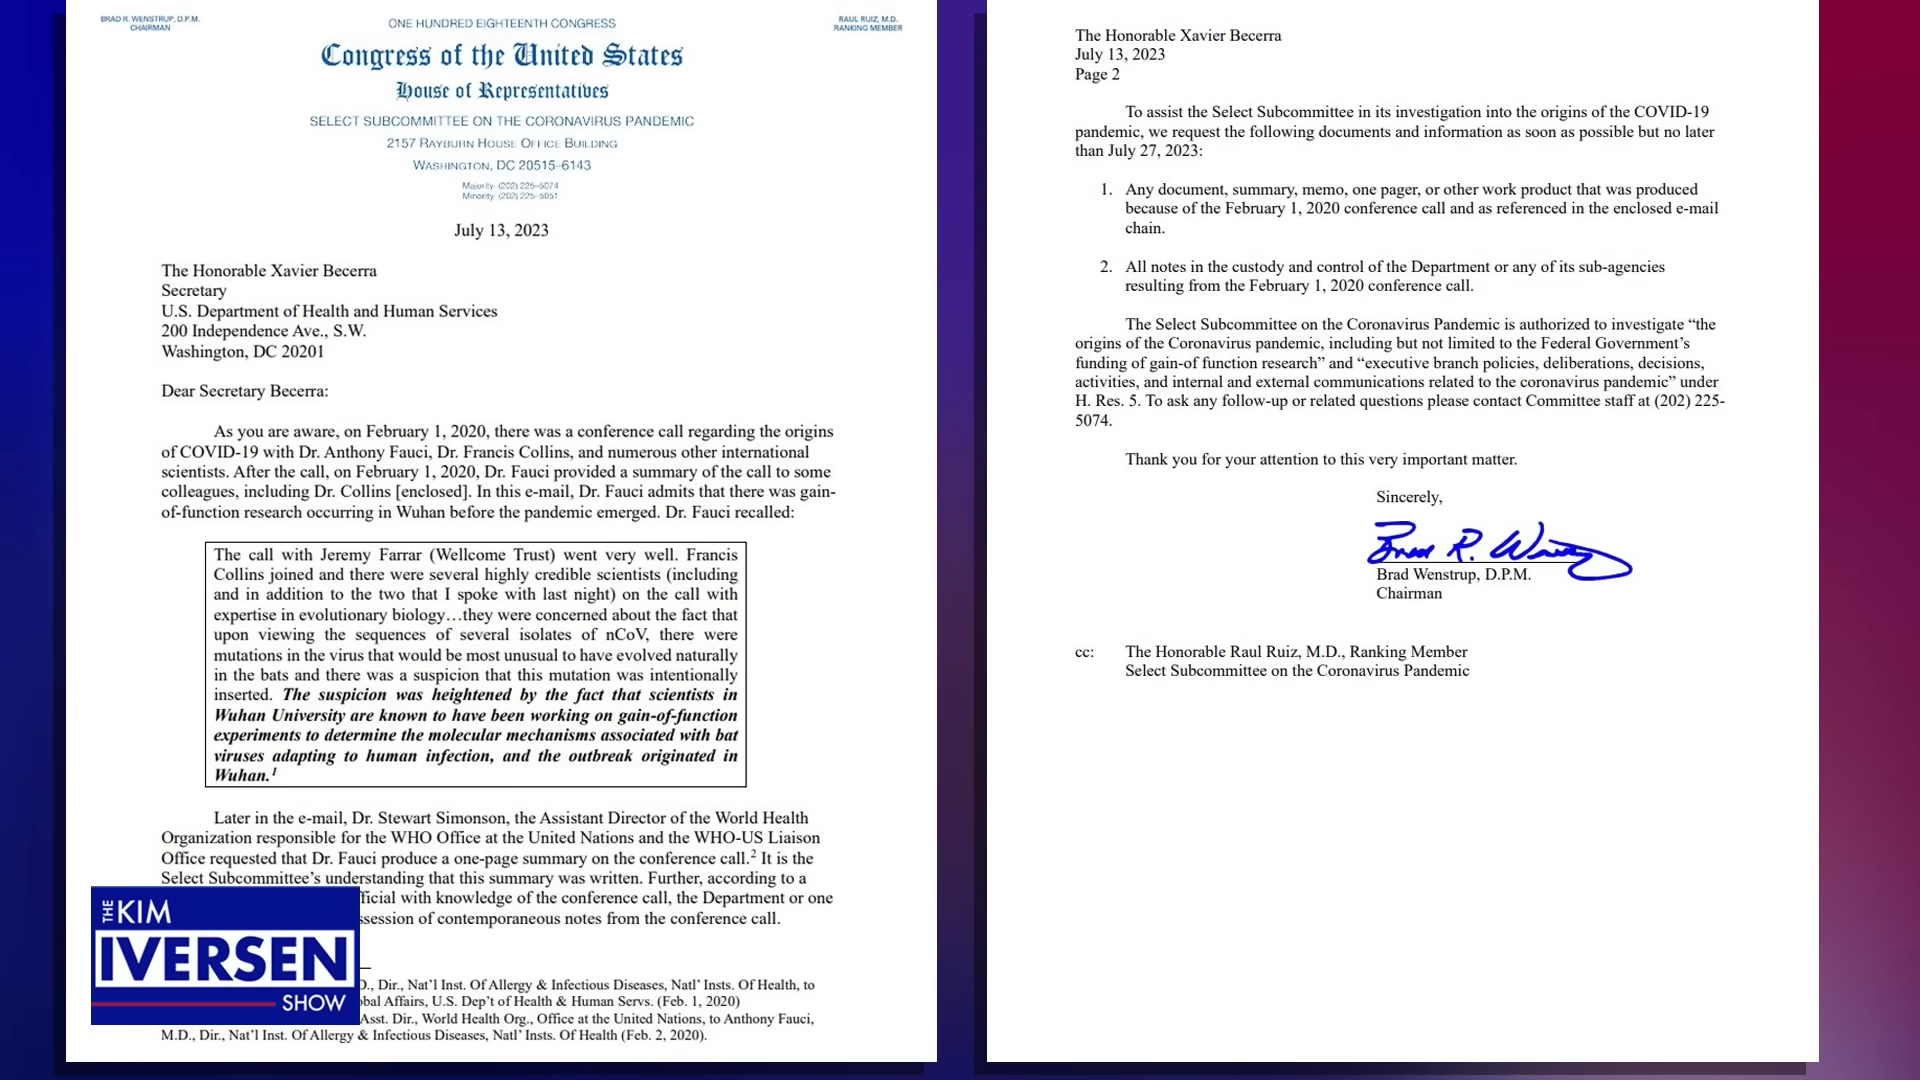 BRAD R. WENSTRUP, D.P.M.
CHAIRMAN
ONE HUNDRED EIGHTEENTH CONGRESS
RAUL RUIZ, M.D.
RANKING MEMBER
Congress of the United States
House of Representatives
SELECT SUBCOMMITTEE ON THE CORONAVIRUS PANDEMIC
2157 RAYBURN HOUSE OFFICE BUILDING
WASHINGTON, DC 20515–6143
Majority (202) 225–5074
Minority (202) 225–5051
July 13, 2023
The Honorable Xavier Becerra
Secretary
U.S. Department of Health and Human Services
200 Independence Ave., S.W.
Washington, DC 20201
Dear Secretary Becerra:
As you are aware, on February 1, 2020, there was a conference call regarding the origins
of COVID-19 with Dr. Anthony Fauci, Dr. Francis Collins, and numerous other international
scientists. After the call, on February 1, 2020, Dr. Fauci provided a summary of the call to some
colleagues, including Dr. Collins [enclosed]. In this e-mail, Dr. Fauci admits that there was gain-
of-function research occurring in Wuhan before the pandemic emerged. Dr. Fauci recalled:
The call with Jeremy Farrar (Wellcome Trust) went very well. Francis
Collins joined and there were several highly credible scientists (including
and in addition to the two that I spoke with last night) on the call with
expertise in evolutionary biology…they were concerned about the fact that
upon viewing the sequences of several isolates of nCoV, there were
mutations in the virus that would be most unusual to have evolved naturally
in the bats and there was a suspicion that this mutation was intentionally
inserted. The suspicion was heightened by the fact that scientists in
Wuhan University are known to have been working on gain-of-function
experiments to determine the molecular mechanisms associated with bat
viruses adapting to human infection, and the outbreak originated in
Wuhan.1
Later in the e-mail, Dr. Stewart Simonson, the Assistant Director of the World Health
Organization responsible for the WHO Office at the United Nations and the WHO-US Liaison
Office requested that Dr. Fauci produce a one-page summary on the conference call.2 It is the
Select Subcommittee’s understanding that this summary was written. Further, according to a
ficial with knowledge of the conference call, the Department or one
ssession of contemporaneous notes from the conference call.
D., Dir., Nat’l Inst. Of Allergy & Infectious Diseases, Natl’ Insts. Of Health, to
bal Affairs, U.S. Dep’t of Health & Human Servs. (Feb. 1, 2020)
Asst. Dir., World Health Org., Office at the United Nations, to Anthony Fauci,
M.D., Dir., Nat’l Inst. Of Allergy & Infectious Diseases, Natl’ Insts. Of Health (Feb. 2, 2020).
THE KIM
IVERSEN
SHOW
The Honorable Xavier Becerra
July 13, 2023
Page 2
To assist the Select Subcommittee in its investigation into the origins of the COVID-19
pandemic, we request the following documents and information as soon as possible but no later
than July 27, 2023:
1. Any document, summary, memo, one pager, or other work product that was produced
because of the February 1, 2020 conference call and as referenced in the enclosed e-mail
chain.
2. All notes in the custody and control of the Department or any of its sub-agencies
resulting from the February 1, 2020 conference call.
The Select Subcommittee on the Coronavirus Pandemic is authorized to investigate “the
origins of the Coronavirus pandemic, including but not limited to the Federal Government’s
funding of gain-of function research” and “executive branch policies, deliberations, decisions,
activities, and internal and external communications related to the coronavirus pandemic” under
H. Res. 5. To ask any follow-up or related questions please contact Committee staff at (202) 225-
5074.
Thank you for your attention to this very important matter.
Sincerely,
Brad R. Wenstrup
Brad Wenstrup, D.P.M.
Chairman
cc: The Honorable Raul Ruiz, M.D., Ranking Member
Select Subcommittee on the Coronavirus Pandemic